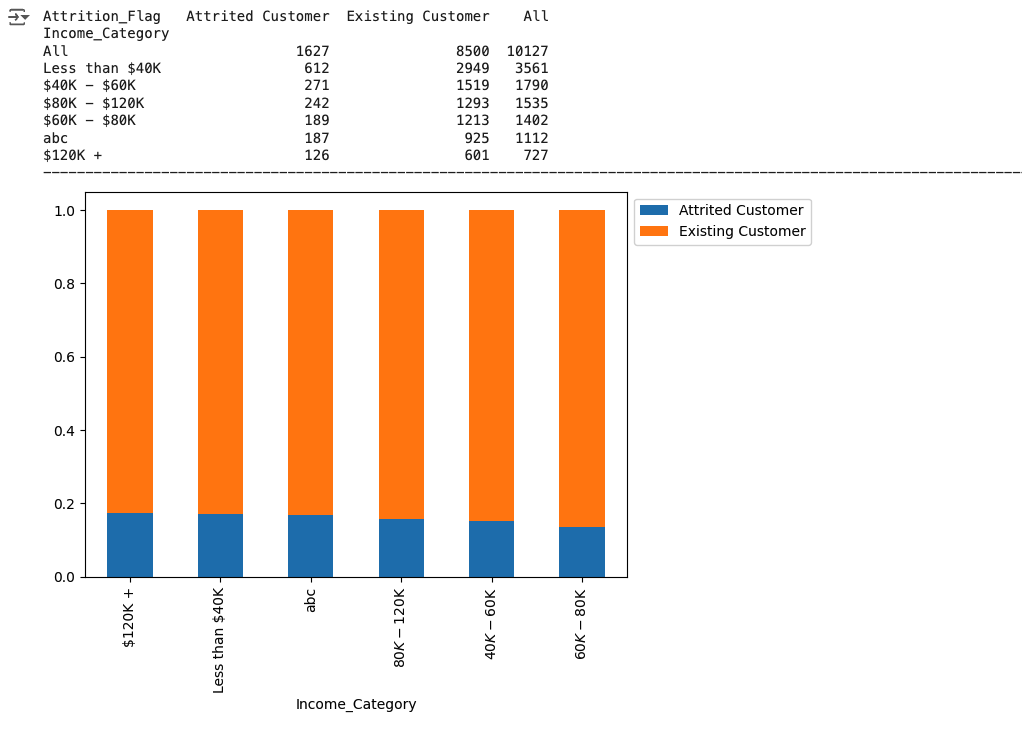 Attrition_Flag Attrited Customer Existing Customer All
Income_Category
All 1627 8500 10127
Less than $40K 612 2949 3561
$40K - $60K 271 1519 1790
$80K - $120K 242 1293 1535
$60K - $80K 189 1213 1402
abc 187 925 1112
$120K + 126 601 727
1.0
0.8
0.6
0.4
0.2
0.0
Attrited Customer
Existing Customer
$120K +
Less than $40K
abc
80K − 120K
40K − 60K
60K − 80K
Income_Category